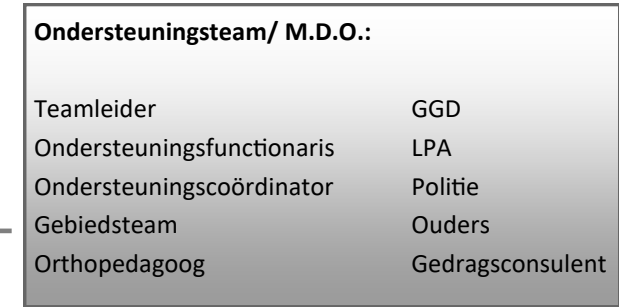 Ondersteuningsteam/ M.D.O.:
Teamleider GGD
Ondersteuningsfunctionaris LPA
Ondersteuningscoördinator Politie
Gebiedsteam Ouders
Orthopedagoog Gedragsconsulent